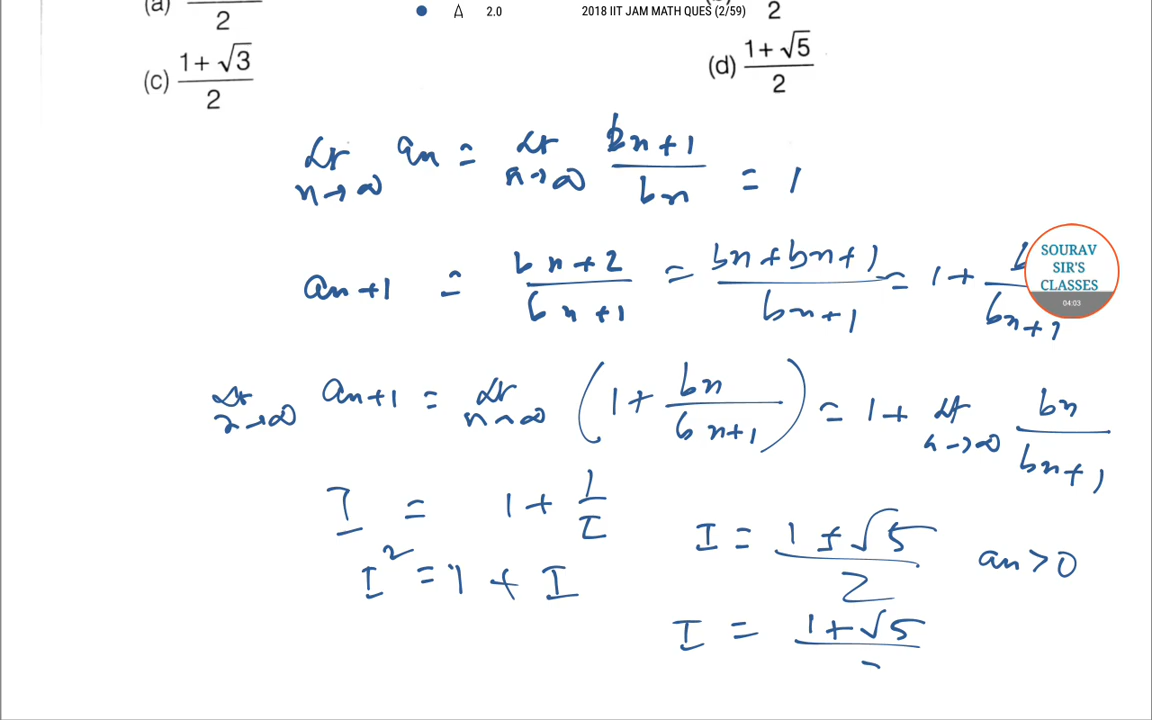 (a) 2
A 2.0 2018 IIT JAM MATH QUES (2/59) 2
(c) 1+ √3 / 2
(d) 1+ √5 / 2
Lt n→∞ an = Lt n→∞ bn+1 / bn = l
an+1 = bn+2 / bn+1 = bn+bn+1 / bn+1 = 1+ b / bn+1
SOURAV
SIR'S
CLASSES
04:03
Lt n→∞ an+1 = Lt n→∞ (1+ bn / bn+1) = 1+ Lt n→∞ bn / bn+1
l = 1+ 1/l
l² = 1 + l
l = 1±√5 / 2 an>0
l = 1+√5